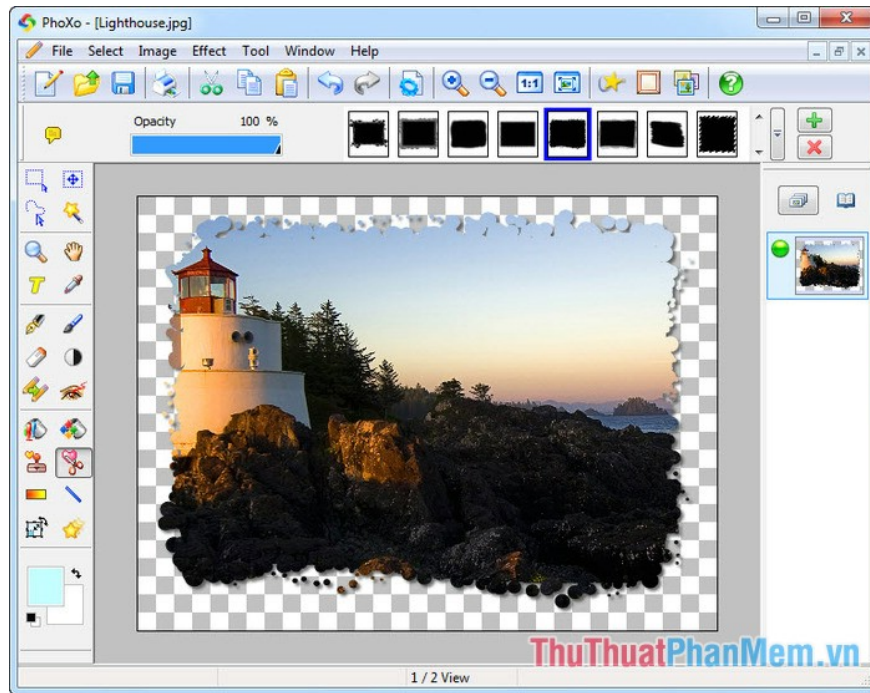 PhoXo - [Lighthouse.jpg]
File Select Image Effect Tool Window Help
1:1
Opacity 100 %
T
1 / 2 View
ThuThuatPhanMem.vn